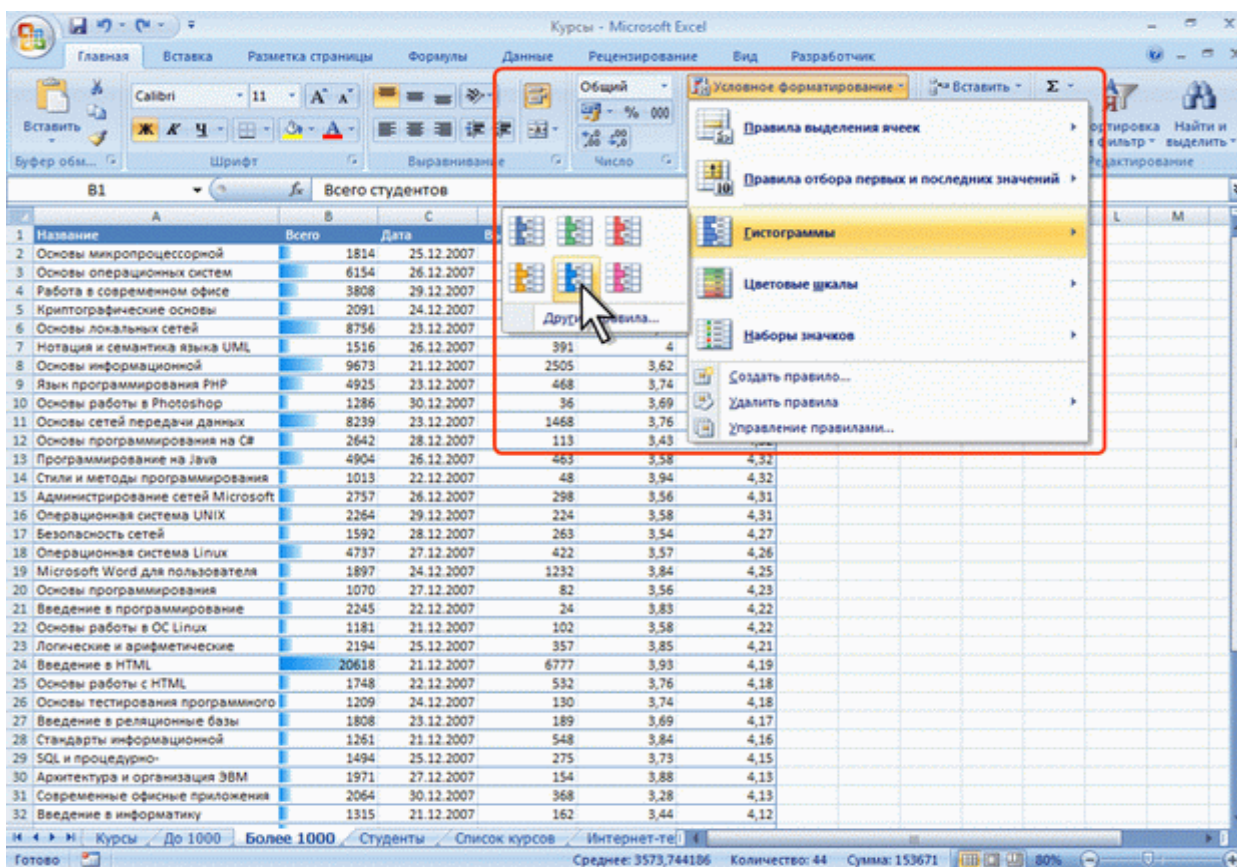 Курсы - Microsoft Excel
Главная Вставка Разметка страницы Формулы Данные Рецензирование Вид Разработчик
Вставить
Calibri 11
Ж К Ч
Общий
% 000
Условное форматирование
Вставить
Σ
Найти и
выделить
Буфер обм... Шрифт Выравнивание Число
B1 fx Всего студентов
Правила выделения ячеек
Правила отбора первых и последних значений
Гистограммы
Цветовые шкалы
Наборы значков
Создать правило...
Удалить правила
Управление правилами...
A B C L M
1 Название Всего Дата
2 Основы микропроцессорной 1814 25.12.2007
3 Основы операционных систем 6154 26.12.2007
4 Работа в современном офисе 3808 29.12.2007
5 Криптографические основы 2091 24.12.2007
6 Основы локальных сетей 8756 23.12.2007
7 Нотация и семантика языка UML 1516 26.12.2007 391 4
8 Основы информационной 9673 21.12.2007 2505 3,62
9 Язык программирования PHP 4925 23.12.2007 468 3,74
10 Основы работы в Photoshop 1286 30.12.2007 36 3,69
11 Основы сетей передачи данных 8239 23.12.2007 1468 3,76
12 Основы программирования на C# 2642 28.12.2007 113 3,43
13 Программирование на Java 4904 26.12.2007 463 3,58 4,32
14 Стили и методы программирования 1013 22.12.2007 48 3,94 4,32
15 Администрирование сетей Microsoft 2757 26.12.2007 298 3,56 4,31
16 Операционная система UNIX 2264 29.12.2007 224 3,58 4,31
17 Безопасность сетей 1592 28.12.2007 263 3,54 4,27
18 Операционная система Linux 4737 27.12.2007 422 3,57 4,26
19 Microsoft Word для пользователя 1897 24.12.2007 1232 3,84 4,25
20 Основы программирования 1070 27.12.2007 82 3,56 4,23
21 Введение в программирование 2245 22.12.2007 24 3,83 4,22
22 Основы работы в ОС Linux 1181 21.12.2007 102 3,58 4,22
23 Логические и арифметические 2194 25.12.2007 357 3,85 4,21
24 Введение в HTML 20618 21.12.2007 6777 3,93 4,19
25 Основы работы с HTML 1748 22.12.2007 532 3,76 4,18
26 Основы тестирования программного 1209 24.12.2007 130 3,74 4,18
27 Введение в реляционные базы 1808 23.12.2007 189 3,69 4,17
28 Стандарты информационной 1261 21.12.2007 548 3,84 4,16
29 SQL и процедурно- 1494 25.12.2007 275 3,73 4,15
30 Архитектура и организация ЭВМ 1971 27.12.2007 154 3,88 4,13
31 Современные офисные приложения 2064 30.12.2007 368 3,28 4,13
32 Введение в информатику 1315 21.12.2007 162 3,44 4,12
Курсы До 1000 Более 1000 Студенты Список курсов Интернет-те
Готово Среднее: 3573,744186 Количество: 44 Сумма: 153671 80%